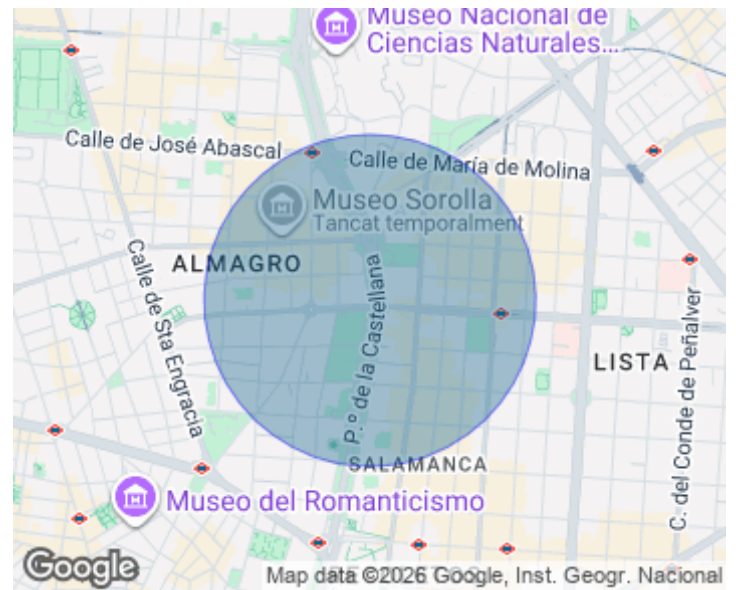 Museo Nacional de
Ciencias Naturales...
Calle de José Abascal
Calle de María de Molina
Museo Sorolla
Tancat temporalment
ALMAGRO
Calle de Sta Engracia
P.º de la Castellana
C. del Conde de Peñalver
LISTA
SALAMANCA
Museo del Romanticismo
Google
Map data ©2026 Google, Inst. Geogr. Nacional